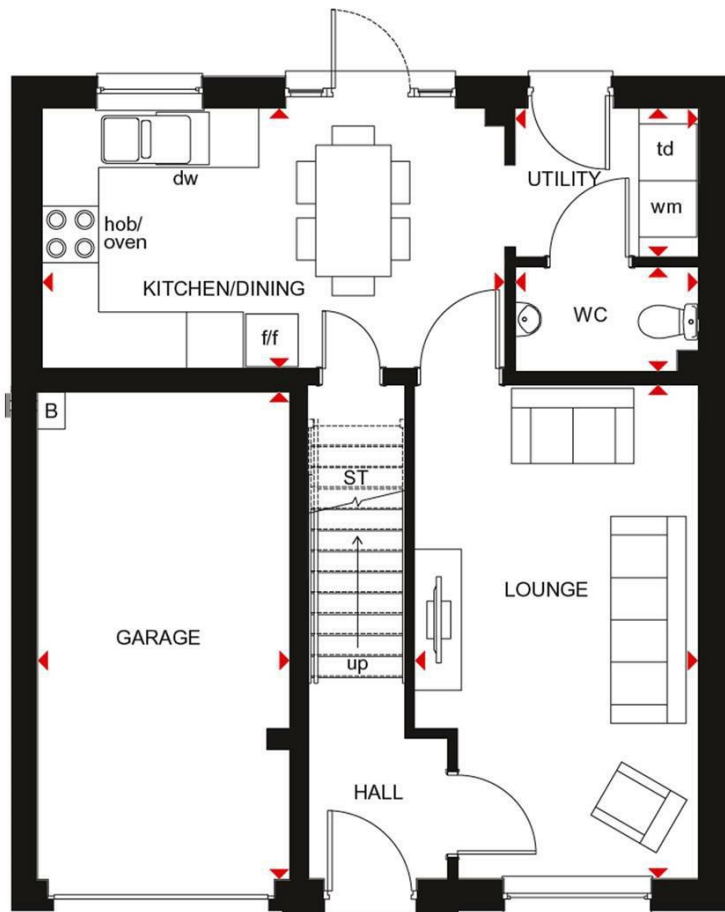 td
UTILITY
wm
dw
hob/
oven
KITCHEN/DINING
WC
f/f
B
ST
LOUNGE
GARAGE
up
HALL